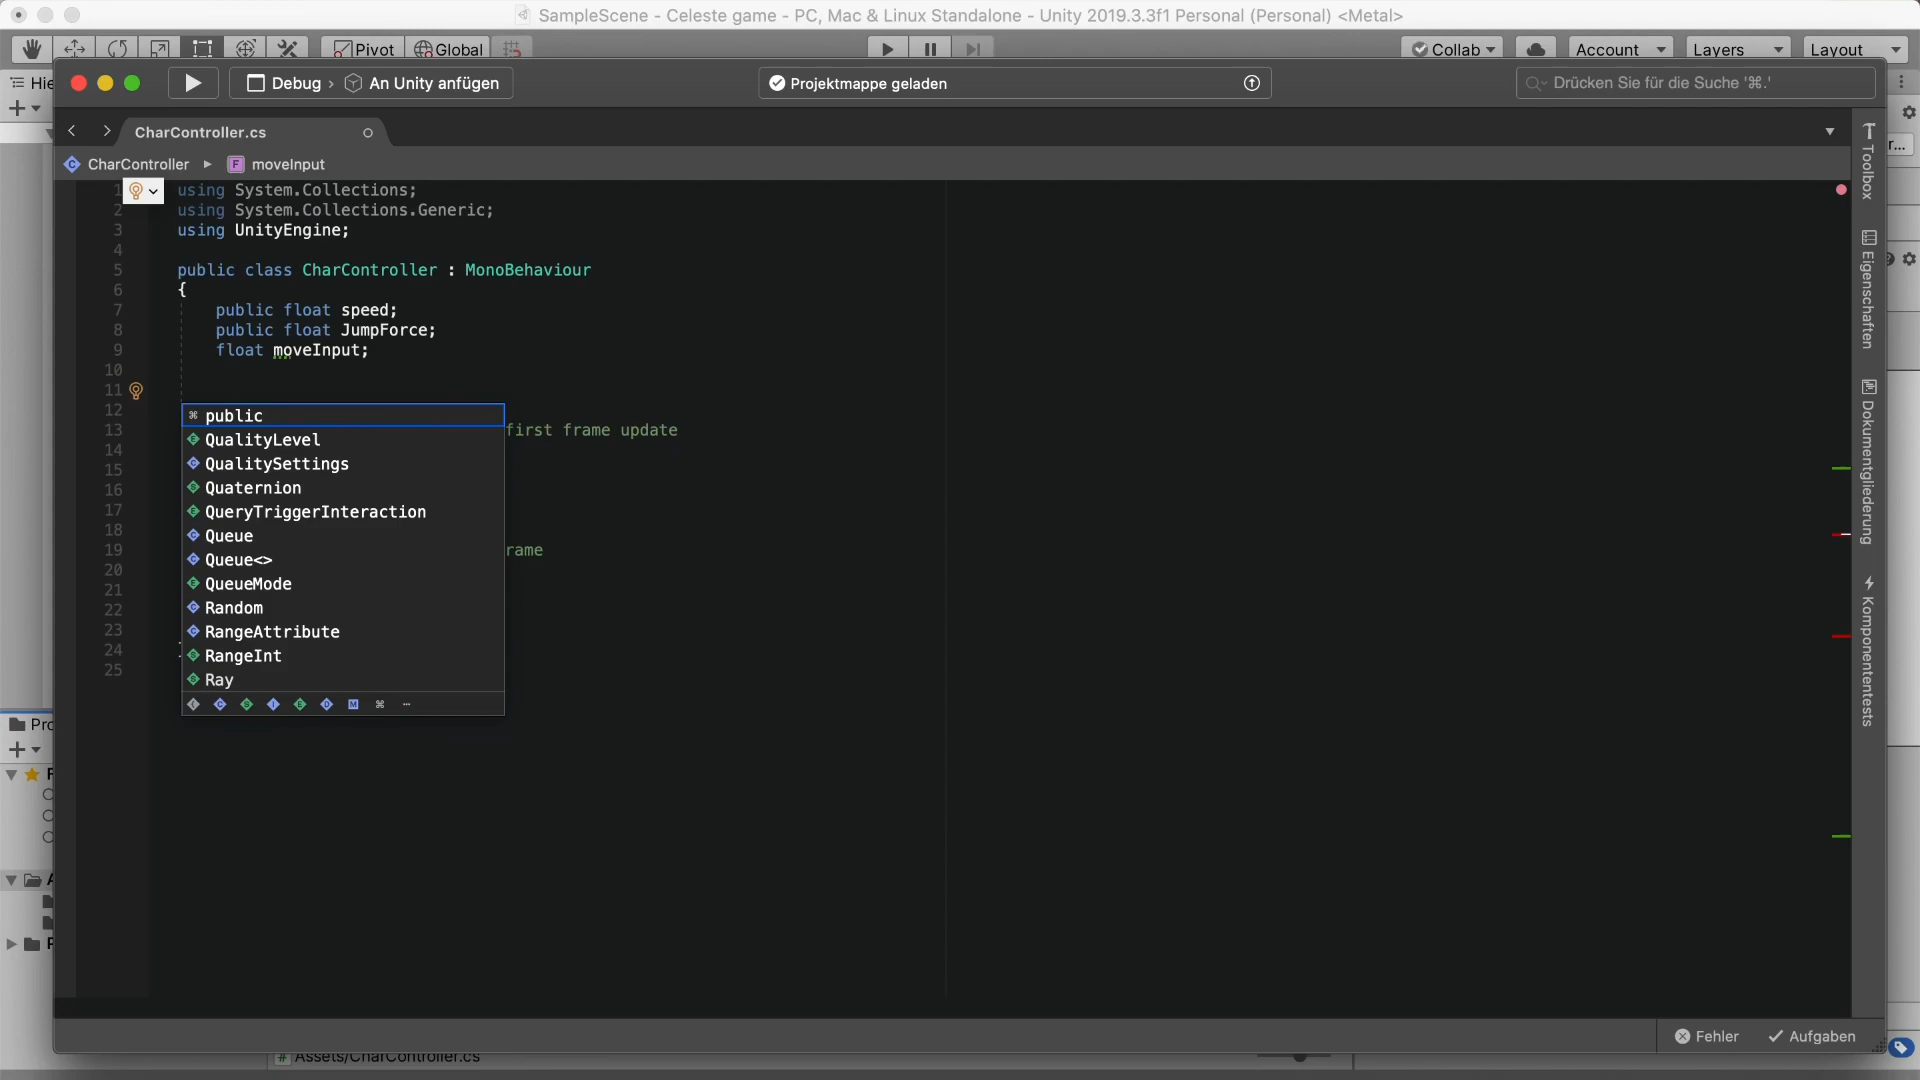 SampleScene - Celeste game - PC, Mac & Linux Standalone - Unity 2019.3.3f1 Personal (Personal) <Metal>
Pivot Global Collab Account Layers Layout
Hie
Debug › An Unity anfügen
Projektmappe geladen
Drücken Sie für die Suche '⌘.'
CharController.cs
CharController ▸ F moveInput
1 using System.Collections;
2 using System.Collections.Generic;
3 using UnityEngine;
4
5 public class CharController : MonoBehaviour
6 {
7 public float speed;
8 public float JumpForce;
9 float moveInput;
10
11
12
13 first frame update
14
15
16
17
18
19 rame
20
21
22
23
24
25
⌘ public
E QualityLevel
C QualitySettings
S Quaternion
E QueryTriggerInteraction
C Queue
C Queue<>
E QueueMode
C Random
C RangeAttribute
S RangeInt
S Ray
C S I E D M ⌘ …
Toolbox
Eigenschaften
Dokumentgliederung
Komponententests
r...
Pro
F
A
P
Fehler Aufgaben
# Assets/CharController.cs